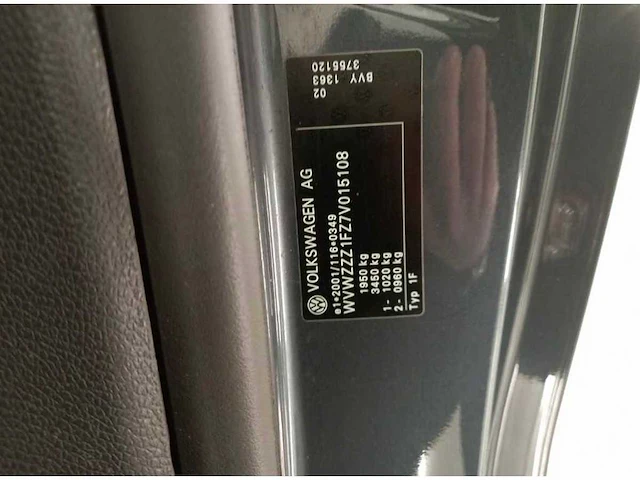 VOLKSWAGEN AG
e1*2001/116*0349
WVWZZZ1FZ7V015108
1950 kg
3450 kg
1- 1020 kg
2- 0960 kg
Typ 1F
02
BVY 1363
3755120